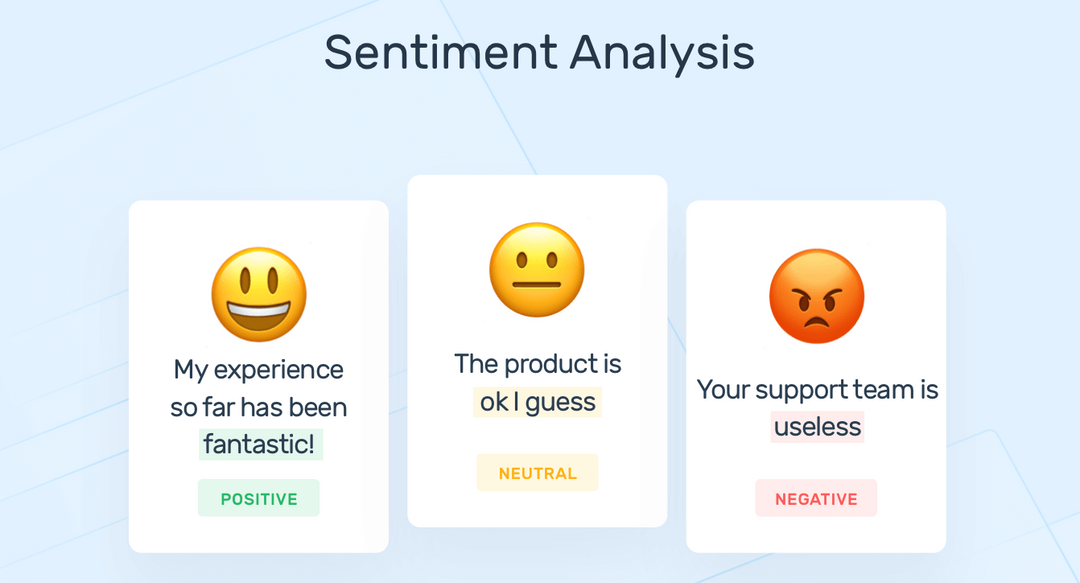 Sentiment Analysis
My experience
so far has been
fantastic!
POSITIVE
The product is
ok I guess
NEUTRAL
Your support team is
useless
NEGATIVE